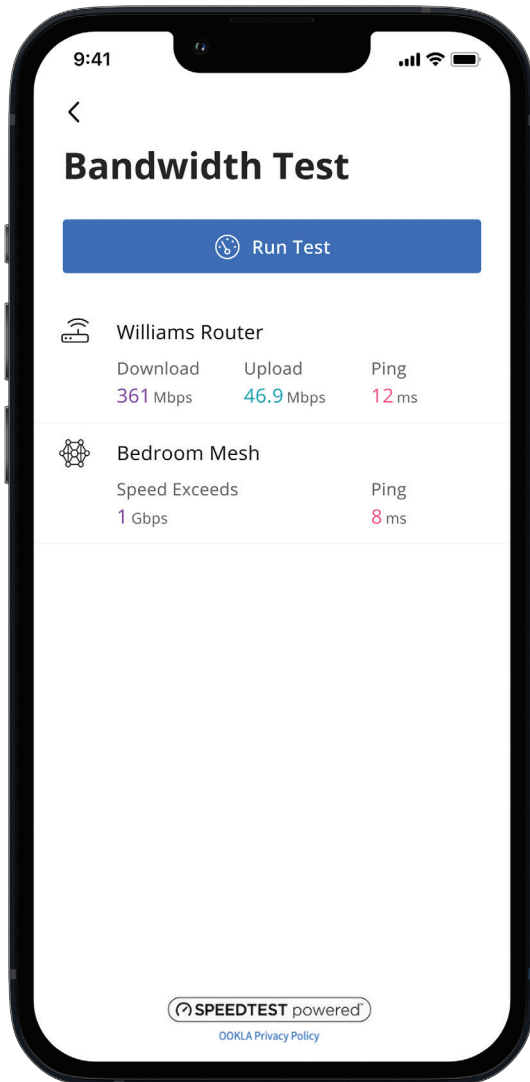 9:41
Bandwidth Test
Run Test
Williams Router
Download Upload Ping
361 Mbps 46.9 Mbps 12 ms
Bedroom Mesh
Speed Exceeds Ping
1 Gbps 8 ms
SPEEDTEST powered™
OOKLA Privacy Policy